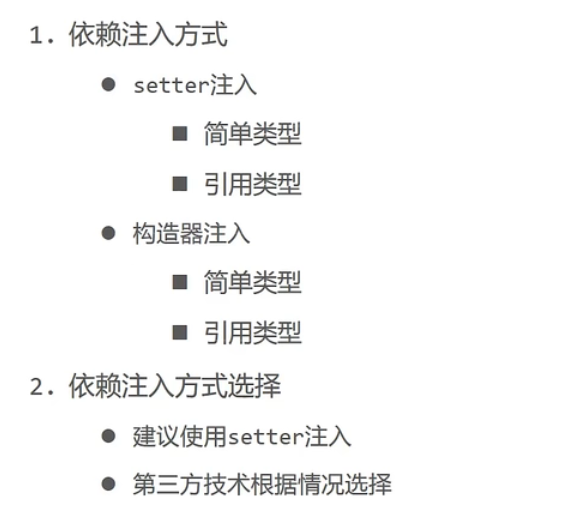 1. 依赖注入方式
● setter注入
■ 简单类型
■ 引用类型
● 构造器注入
■ 简单类型
■ 引用类型
2. 依赖注入方式选择
● 建议使用setter注入
● 第三方技术根据情况选择